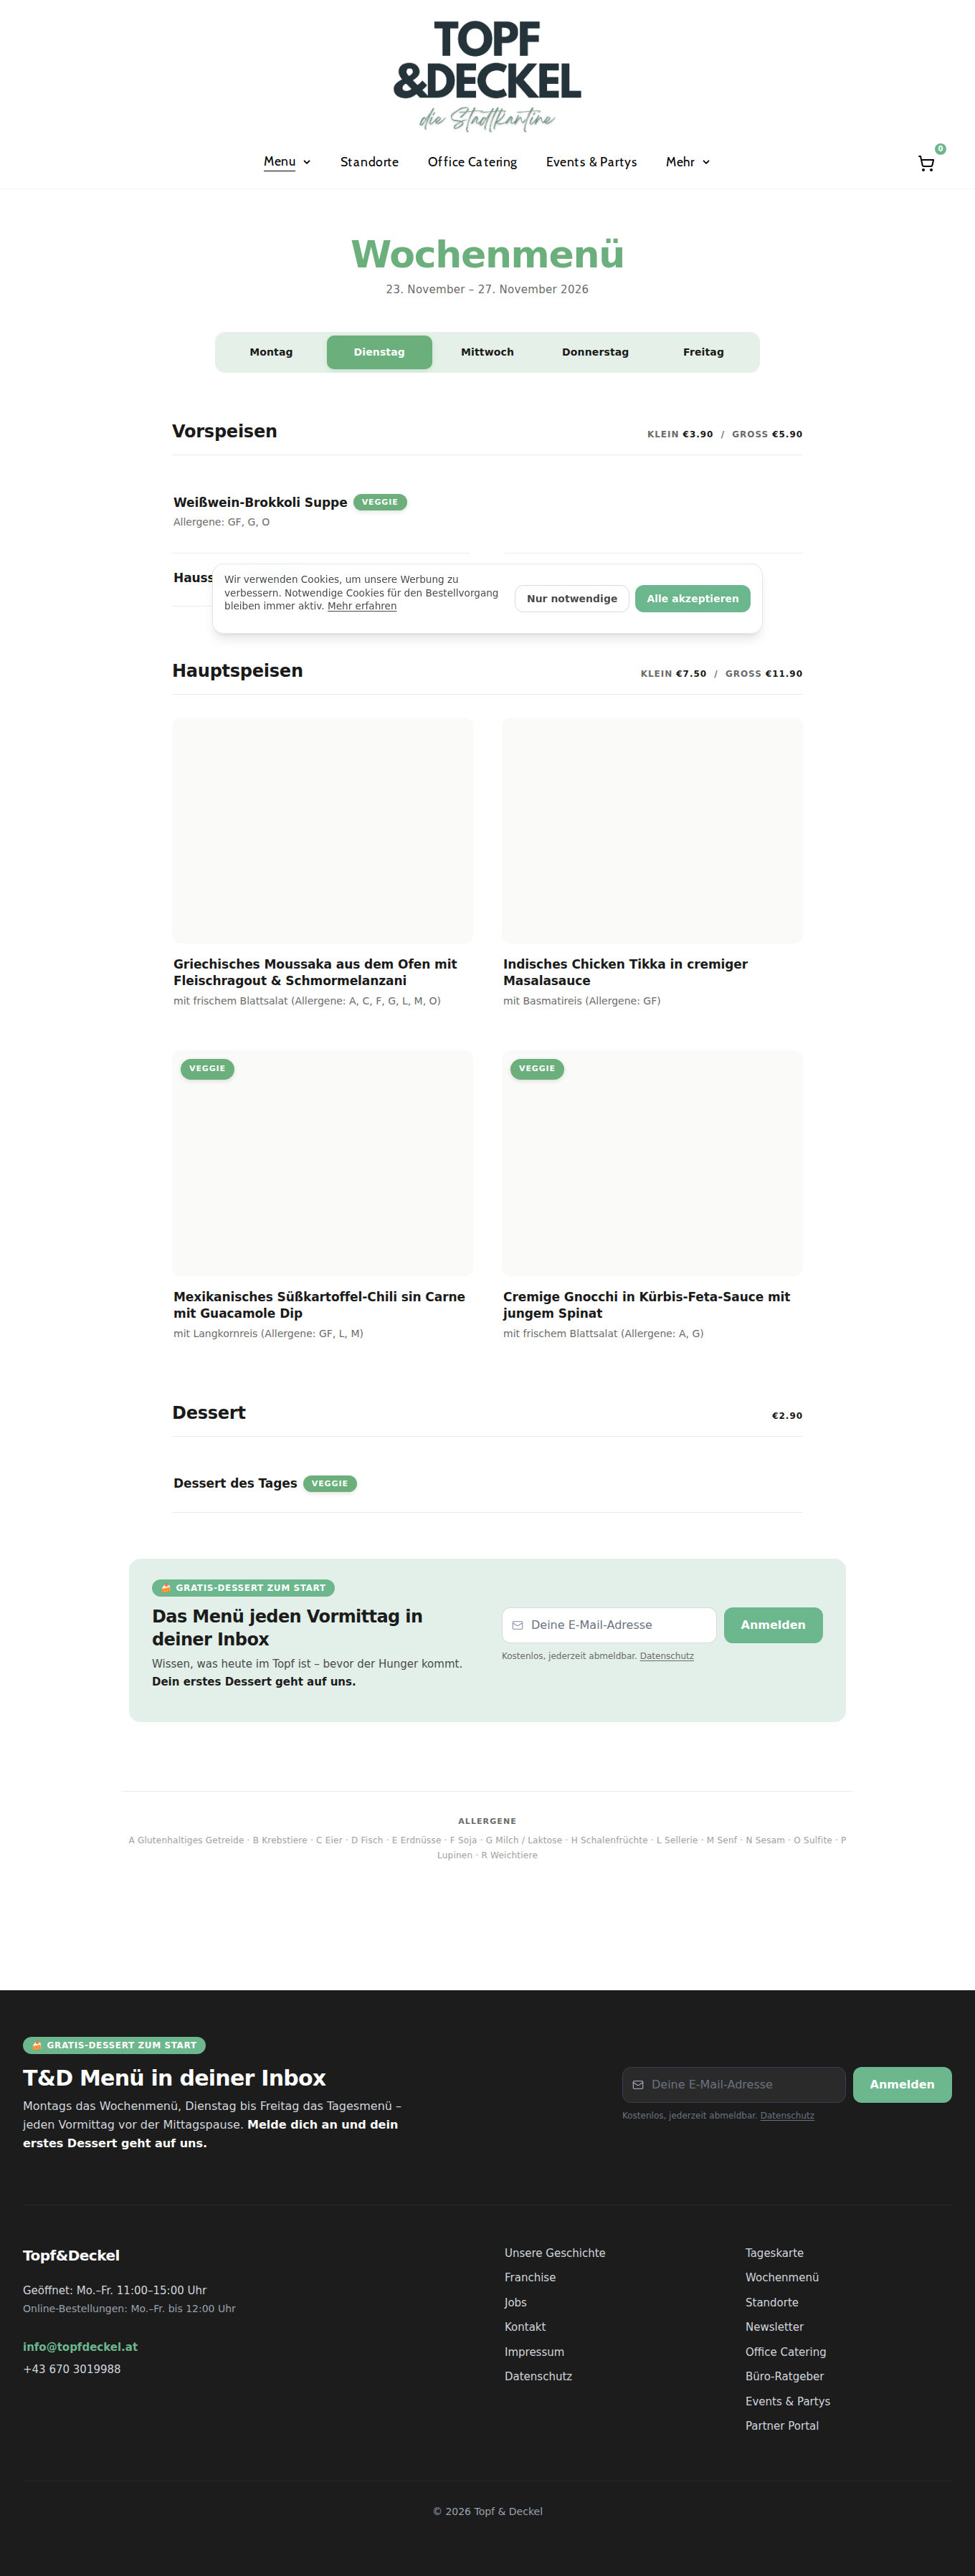 TOPF
&DECKEL
die Stadtkantine
Menu
Standorte
Office Catering
Events & Partys
Mehr
0
Wochenmenü
23. November – 27. November 2026
Montag
Dienstag
Mittwoch
Donnerstag
Freitag
Vorspeisen
KLEIN €3.90 / GROSS €5.90
Weißwein-Brokkoli Suppe VEGGIE
Allergene: GF, G, O
Wir verwenden Cookies, um unsere Werbung zu
verbessern. Notwendige Cookies für den Bestellvorgang
bleiben immer aktiv. Mehr erfahren
Nur notwendige
Alle akzeptieren
Hauptspeisen
KLEIN €7.50 / GROSS €11.90
Griechisches Moussaka aus dem Ofen mit
Fleischragout & Schmormelanzani
mit frischem Blattsalat (Allergene: A, C, F, G, L, M, O)
Indisches Chicken Tikka in cremiger
Masalasauce
mit Basmatireis (Allergene: GF)
VEGGIE
Mexikanisches Süßkartoffel-Chili sin Carne
mit Guacamole Dip
mit Langkornreis (Allergene: GF, L, M)
VEGGIE
Cremige Gnocchi in Kürbis-Feta-Sauce mit
jungem Spinat
mit frischem Blattsalat (Allergene: A, G)
Dessert
€2.90
Dessert des Tages VEGGIE
🍰 GRATIS-DESSERT ZUM START
Das Menü jeden Vormittag in
deiner Inbox
Wissen, was heute im Topf ist – bevor der Hunger kommt.
Dein erstes Dessert geht auf uns.
Deine E-Mail-Adresse
Anmelden
Kostenlos, jederzeit abmeldbar. Datenschutz
ALLERGENE
A Glutenhaltiges Getreide · B Krebstiere · C Eier · D Fisch · E Erdnüsse · F Soja · G Milch / Laktose · H Schalenfrüchte · L Sellerie · M Senf · N Sesam · O Sulfite · P
Lupinen · R Weichtiere
🍰 GRATIS-DESSERT ZUM START
T&D Menü in deiner Inbox
Montags das Wochenmenü, Dienstag bis Freitag das Tagesmenü –
jeden Vormittag vor der Mittagspause. Melde dich an und dein
erstes Dessert geht auf uns.
Deine E-Mail-Adresse
Anmelden
Kostenlos, jederzeit abmeldbar. Datenschutz
Topf&Deckel
Geöffnet: Mo.–Fr. 11:00–15:00 Uhr
Online-Bestellungen: Mo.–Fr. bis 12:00 Uhr
info@topfdeckel.at
+43 670 3019988
Unsere Geschichte
Franchise
Jobs
Kontakt
Impressum
Datenschutz
Tageskarte
Wochenmenü
Standorte
Newsletter
Office Catering
Büro-Ratgeber
Events & Partys
Partner Portal
© 2026 Topf & Deckel